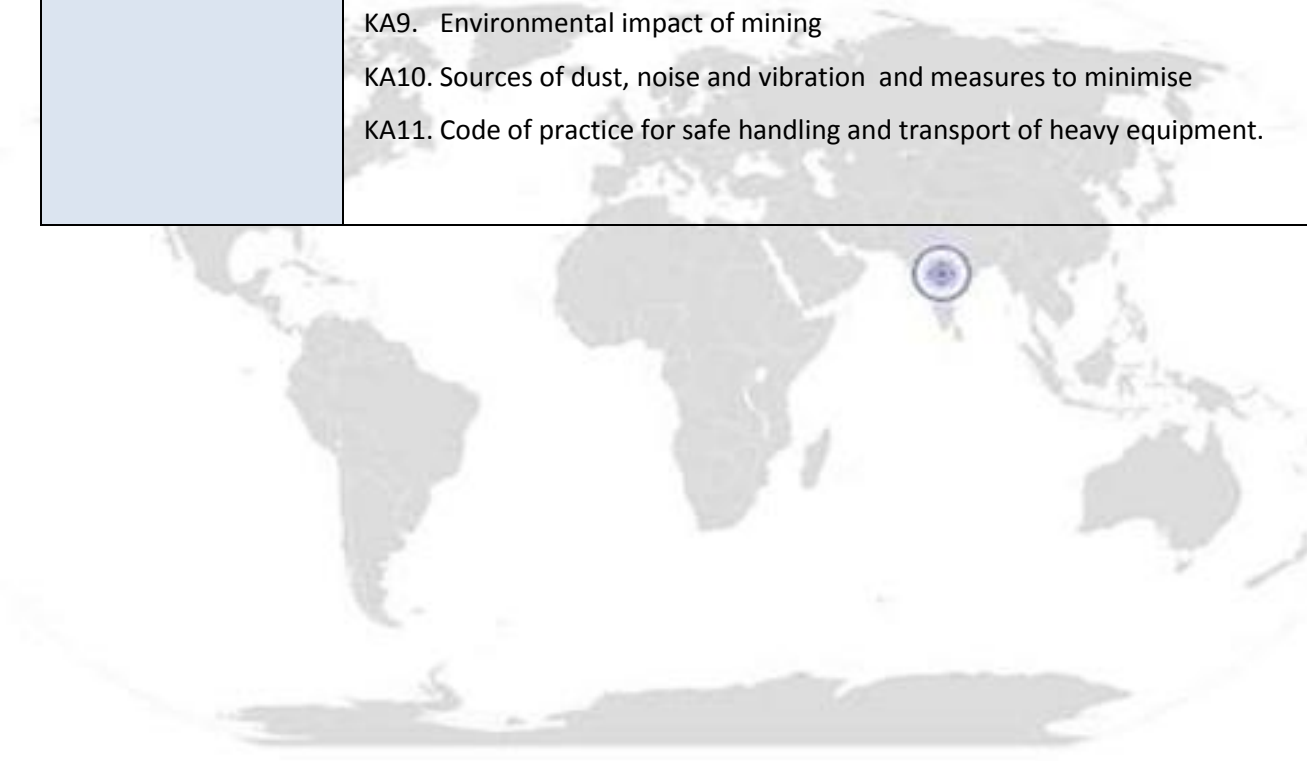 KA9. Environmental impact of mining
KA10. Sources of dust, noise and vibration and measures to minimise
KA11. Code of practice for safe handling and transport of heavy equipment.